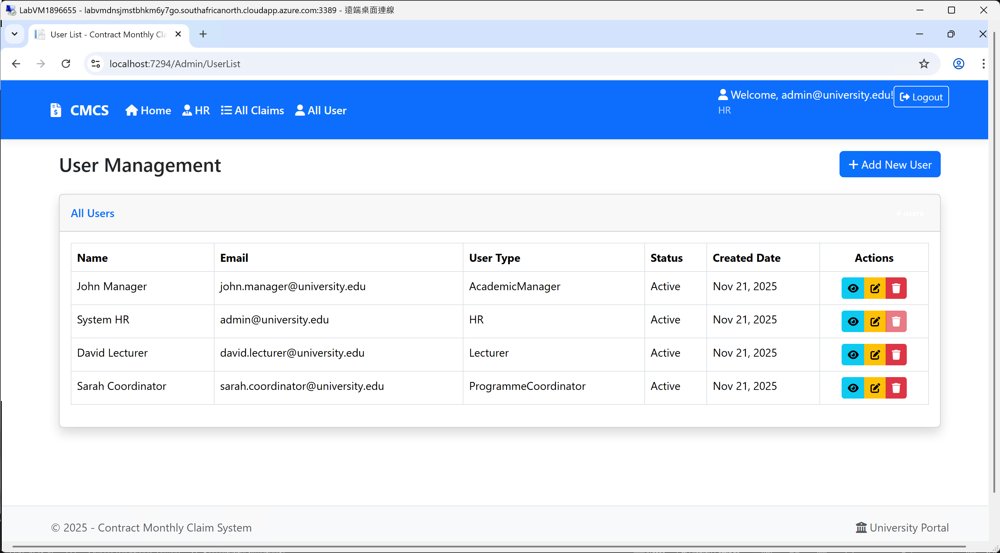 LabVM1896655 - labvmdnsjmstbhkm6y7go.southafricanorth.cloudapp.azure.com:3389 - 遠端桌面連線
User List - Contract Monthly Cla
localhost:7294/Admin/UserList
CMCS Home HR All Claims All User
Welcome, admin@university.edu! Logout
HR
User Management
Add New User
All Users
4 users
Name Email User Type Status Created Date Actions
John Manager john.manager@university.edu AcademicManager Active Nov 21, 2025
System HR admin@university.edu HR Active Nov 21, 2025
David Lecturer david.lecturer@university.edu Lecturer Active Nov 21, 2025
Sarah Coordinator sarah.coordinator@university.edu ProgrammeCoordinator Active Nov 21, 2025
© 2025 - Contract Monthly Claim System
University Portal